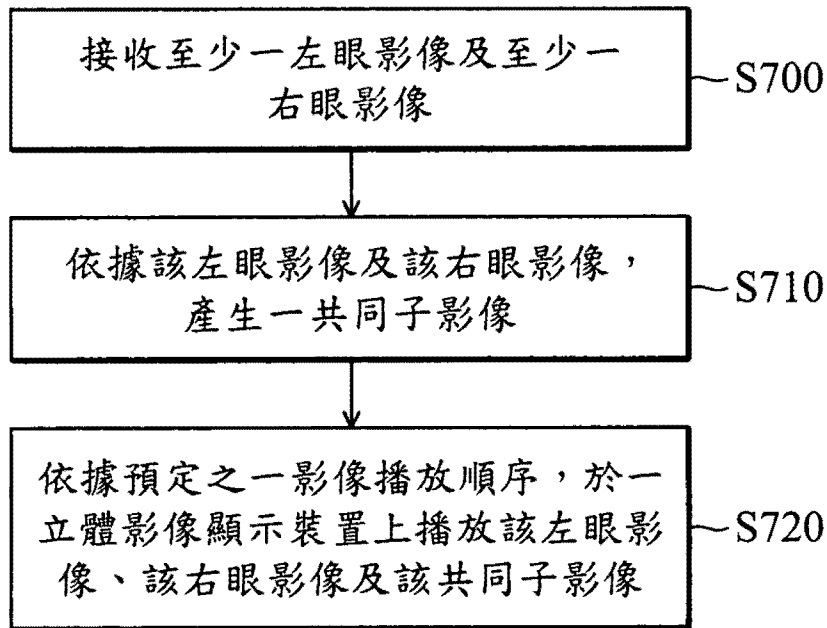 接收至少一左眼影像及至少一
右眼影像
S700
依據該左眼影像及該右眼影像，
產生一共同子影像
S710
依據預定之一影像播放順序，於一
立體影像顯示裝置上播放該左眼影
像、該右眼影像及該共同子影像
S720